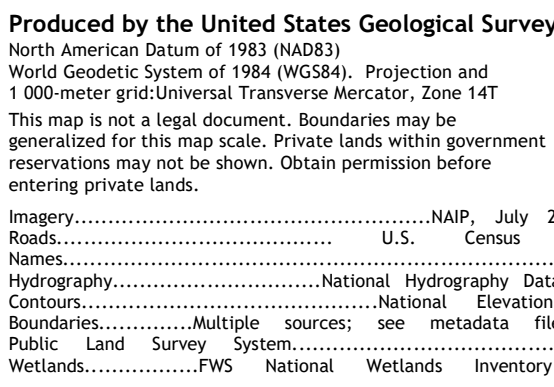 Produced by the United States Geological Survey
North American Datum of 1983 (NAD83)
World Geodetic System of 1984 (WGS84). Projection and
1 000-meter grid:Universal Transverse Mercator, Zone 14T
This map is not a legal document. Boundaries may be
generalized for this map scale. Private lands within government
reservations may not be shown. Obtain permission before
entering private lands.
Imagery..............................................NAIP, July
Roads.................................... U.S. Census
Names................................................................
Hydrography...........................National Hydrography
Contours.......................................National Elevation
Boundaries..............Multiple sources; see metadata
Public Land Survey System..................................
Wetlands.................FWS National Wetlands Inventory